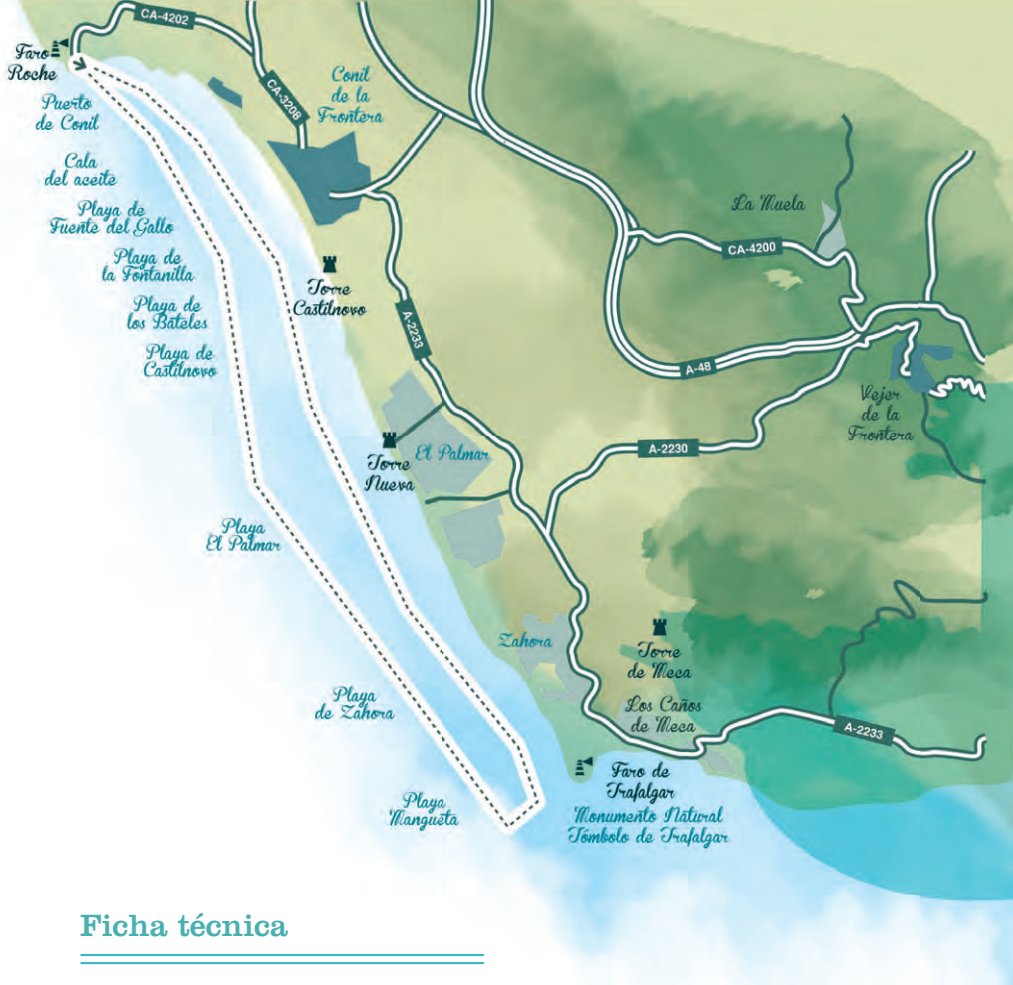 CA-4202
Faro
Roche
Puerto
de Conil
CA-3208
Conil
de la
Frontera
Cala
del aceite
Playa de
Fuente del Gallo
La Muela
CA-4200
Playa de
la Fontanilla
Torre
Castilnovo
Playa de
los Bateles
A-2233
Playa de
Castilnovo
A-48
Vejer
de la
Frontera
A-2230
El Palmar
Torre
Nueva
Playa
El Palmar
Zahora
Torre
de Meca
Playa
de Zahora
Los Caños
de Meca
A-2233
Faro de
Trafalgar
Monumento Natural
Tómbolo de Trafalgar
Playa
Mangueta
Ficha técnica